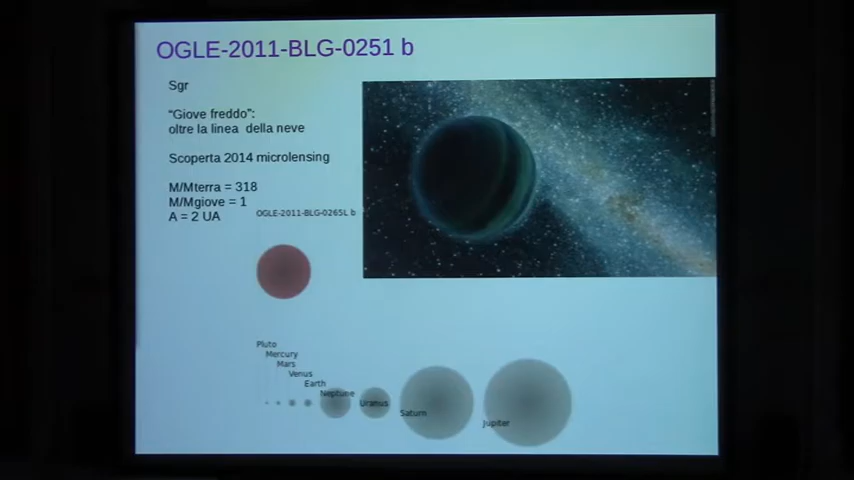 OGLE-2011-BLG-0251 b
Sgr
“Giove freddo”:
oltre la linea della neve
Scoperta 2014 microlensing
M/Mterra = 318
M/Mgiove = 1
A = 2 UA
OGLE-2011-BLG-0265L b
Pluto
Mercury
Mars
Venus
Earth
Neptune
Uranus
Saturn
Jupiter